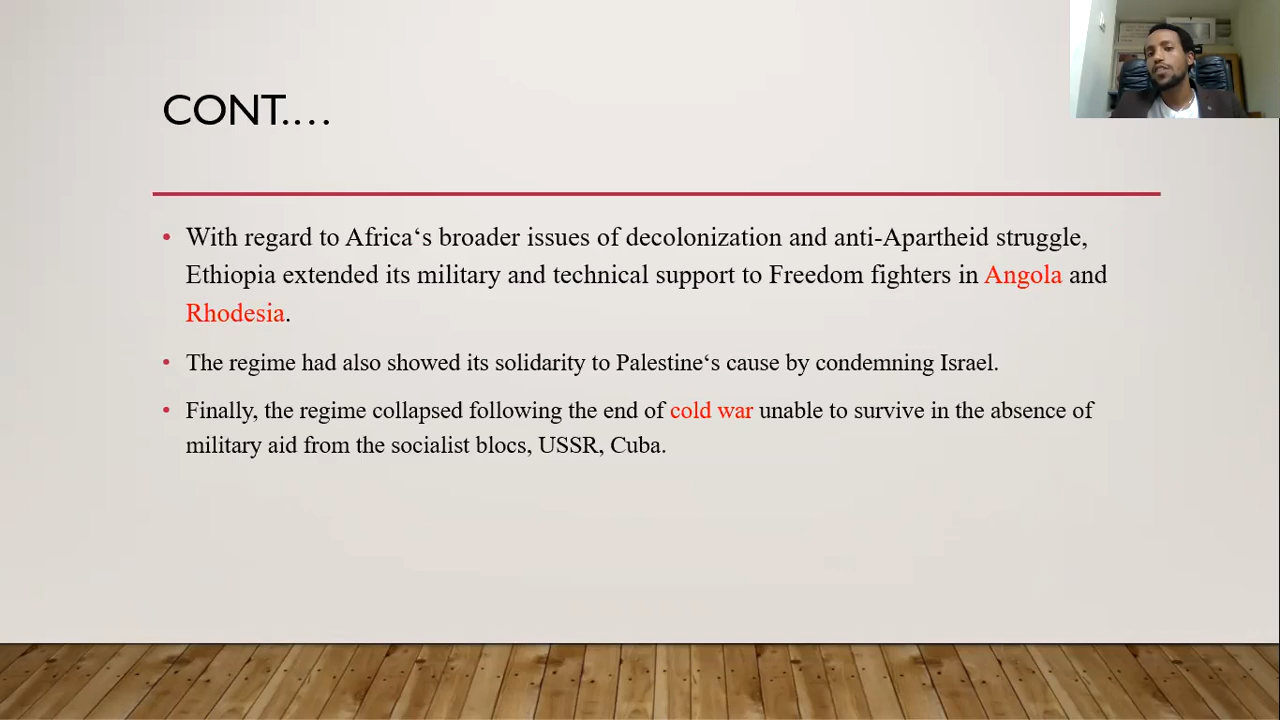 CONT.…
• With regard to Africa‘s broader issues of decolonization and anti-Apartheid struggle,
Ethiopia extended its military and technical support to Freedom fighters in Angola and
Rhodesia.
• The regime had also showed its solidarity to Palestine‘s cause by condemning Israel.
• Finally, the regime collapsed following the end of cold war unable to survive in the absence of
military aid from the socialist blocs, USSR, Cuba.